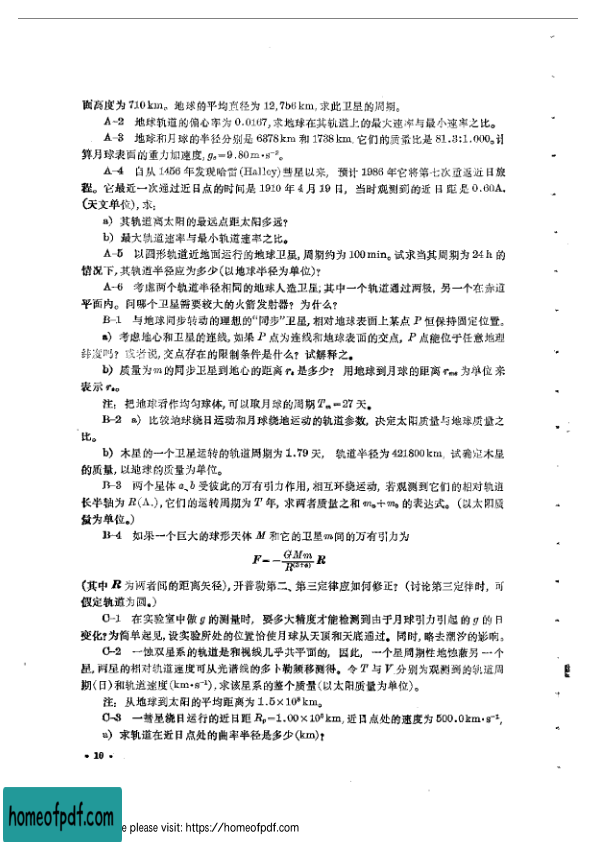 面高度为 710 km。地球的平均直径为 12,756 km, 求此卫星的周期。
A-2 地球轨道的偏心率为 0.0167, 求地球在其轨道上的最大速率与最小速率之比。
A-3 地球和月球的半径分别是 6378 km 和 1738 km, 它们的质量比是 81.3:1.000。计
算月球表面的重力加速度, g=9.80 m·s⁻²。
A-4 自从 1456 年发现哈雷(Halley)彗星以来, 预计 1986 年它将第七次重返近日旅
程。它最近一次通过近日点的时间是 1910 年 4 月 19 日, 当时观测到的近日距是 0.60A.
(天文单位), 求:
a) 其轨道离太阳的最远点距太阳多远?
b) 最大轨道速率与最小轨道速率之比。
A-5 以圆形轨道近地面运行的地球卫星, 周期约为 100 min。试求当其周期为 24 h 的
情况下, 其轨道半径应为多少(以地球半径为单位)?
A-6 考虑两个轨道半径相同的地球人造卫星; 其中一个轨道通过两极, 另一个在赤道
平面内。问哪个卫星需要较大的火箭发射器? 为什么?
B-1 与地球同步转动的理想的“同步”卫星, 相对地球表面上某点 P 恒保持固定位置。
a) 考虑地心和卫星的连线, 如果 P 点为连线和地球表面的交点, P 点能位于任意地理
纬度吗? 或者说, 交点存在的限制条件是什么? 试解释之。
b) 质量为 m 的同步卫星到地心的距离 rₛ 是多少? 用地球到月球的距离 rₘₑ 为单位来
表示 rₛ。
注: 把地球看作均匀球体, 可以取月球的周期 Tₘ=27 天。
B-2 a) 比较地球绕日运动和月球绕地运动的轨道参数, 决定太阳质量与地球质量之
比。
b) 木星的一个卫星运转的轨道周期为 1.79 天, 轨道半径为 421800 km, 试确定木星
的质量, 以地球的质量为单位。
B-3 两个星体 a、b 受彼此的万有引力作用, 相互环绕运动, 若观测到它们的相对轨道
长半轴为 R(A.), 它们的运转周期为 T 年, 求两者质量之和 mₐ+m_b 的表达式。(以太阳质
量为单位。)
B-4 如果一个巨大的球形天体 M 和它的卫星 m 间的万有引力为
F=-GMm/R^(3+a) R
(其中 R 为两者间的距离矢径), 开普勒第二、第三定律应如何修正? (讨论第三定律时, 可
假定轨道为圆。)
C-1 在实验室中做 g 的测量时, 要多大精度才能检测到由于月球引力引起的 g 的日
变化? 为简单起见, 设实验所处的位置恰使月球从天顶和天底通过。同时, 略去潮汐的影响。
C-2 一蚀双星系的轨道是和视线几乎共平面的, 因此, 一个星周期性地蚀蔽另一个
星, 两星的相对轨道速度可从光谱线的多卜勒频移测得。令 T 与 V 分别为观测到的轨道周
期(日)和轨道速度(km·s⁻¹), 求该星系的整个质量(以太阳质量为单位)。
注: 从地球到太阳的平均距离为 1.5×10⁸ km。
C-3 一彗星绕日运行的近日距 Rₚ=1.00×10⁸ km, 近日点处的速度为 500.0 km·s⁻¹,
a) 求轨道在近日点处的曲率半径是多少(km)?
• 10 •
homeofpdf.com
e please visit: https://homeofpdf.com